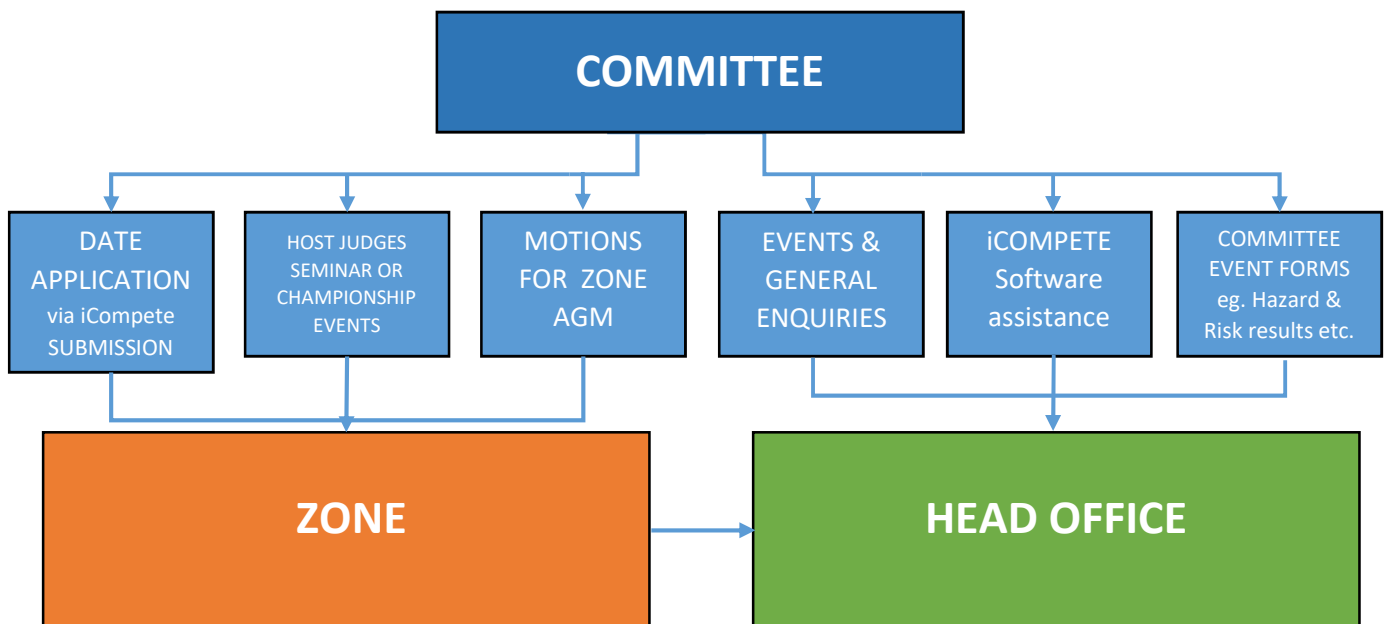 COMMITTEE
DATE
APPLICATION
via iCompete
SUBMISSION
HOST JUDGES
SEMINAR OR
CHAMPIONSHIP
EVENTS
MOTIONS
FOR ZONE
AGM
EVENTS &
GENERAL
ENQUIRIES
iCOMPETE
Software
assistance
COMMITTEE
EVENT FORMS
eg. Hazard &
Risk results etc.
ZONE
HEAD OFFICE